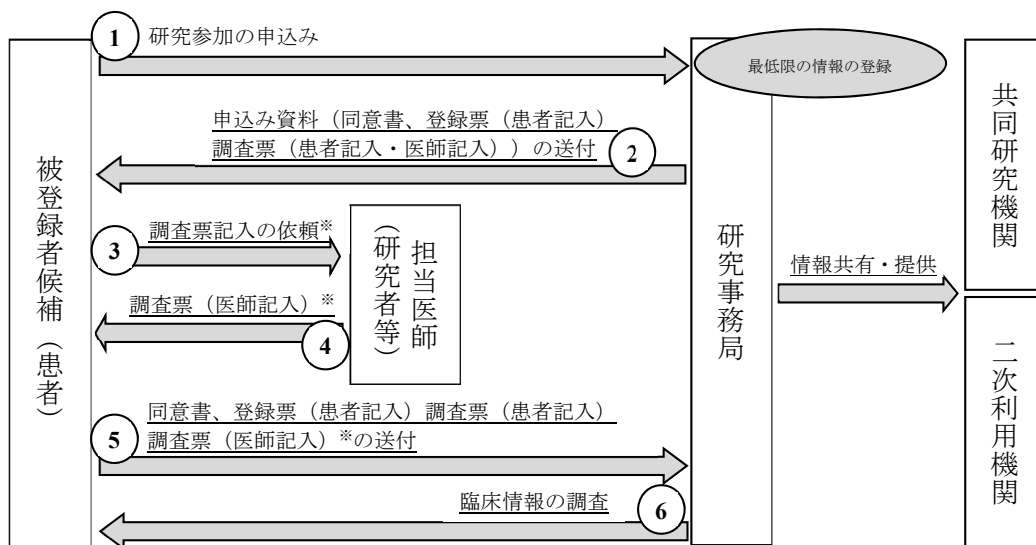 1
研究参加の申込み
最低限の情報の登録
申込み資料（同意書、登録票（患者記入）
調査票（患者記入・医師記入））の送付
2
被登録者候補（患者）
3
調査票記入の依頼※
担当医師
（研究者等）
調査票（医師記入）※
4
研究事務局
情報共有・提供
共同研究機関
二次利用機関
同意書、登録票（患者記入）調査票（患者記入）
5
調査票（医師記入）※の送付
臨床情報の調査
6